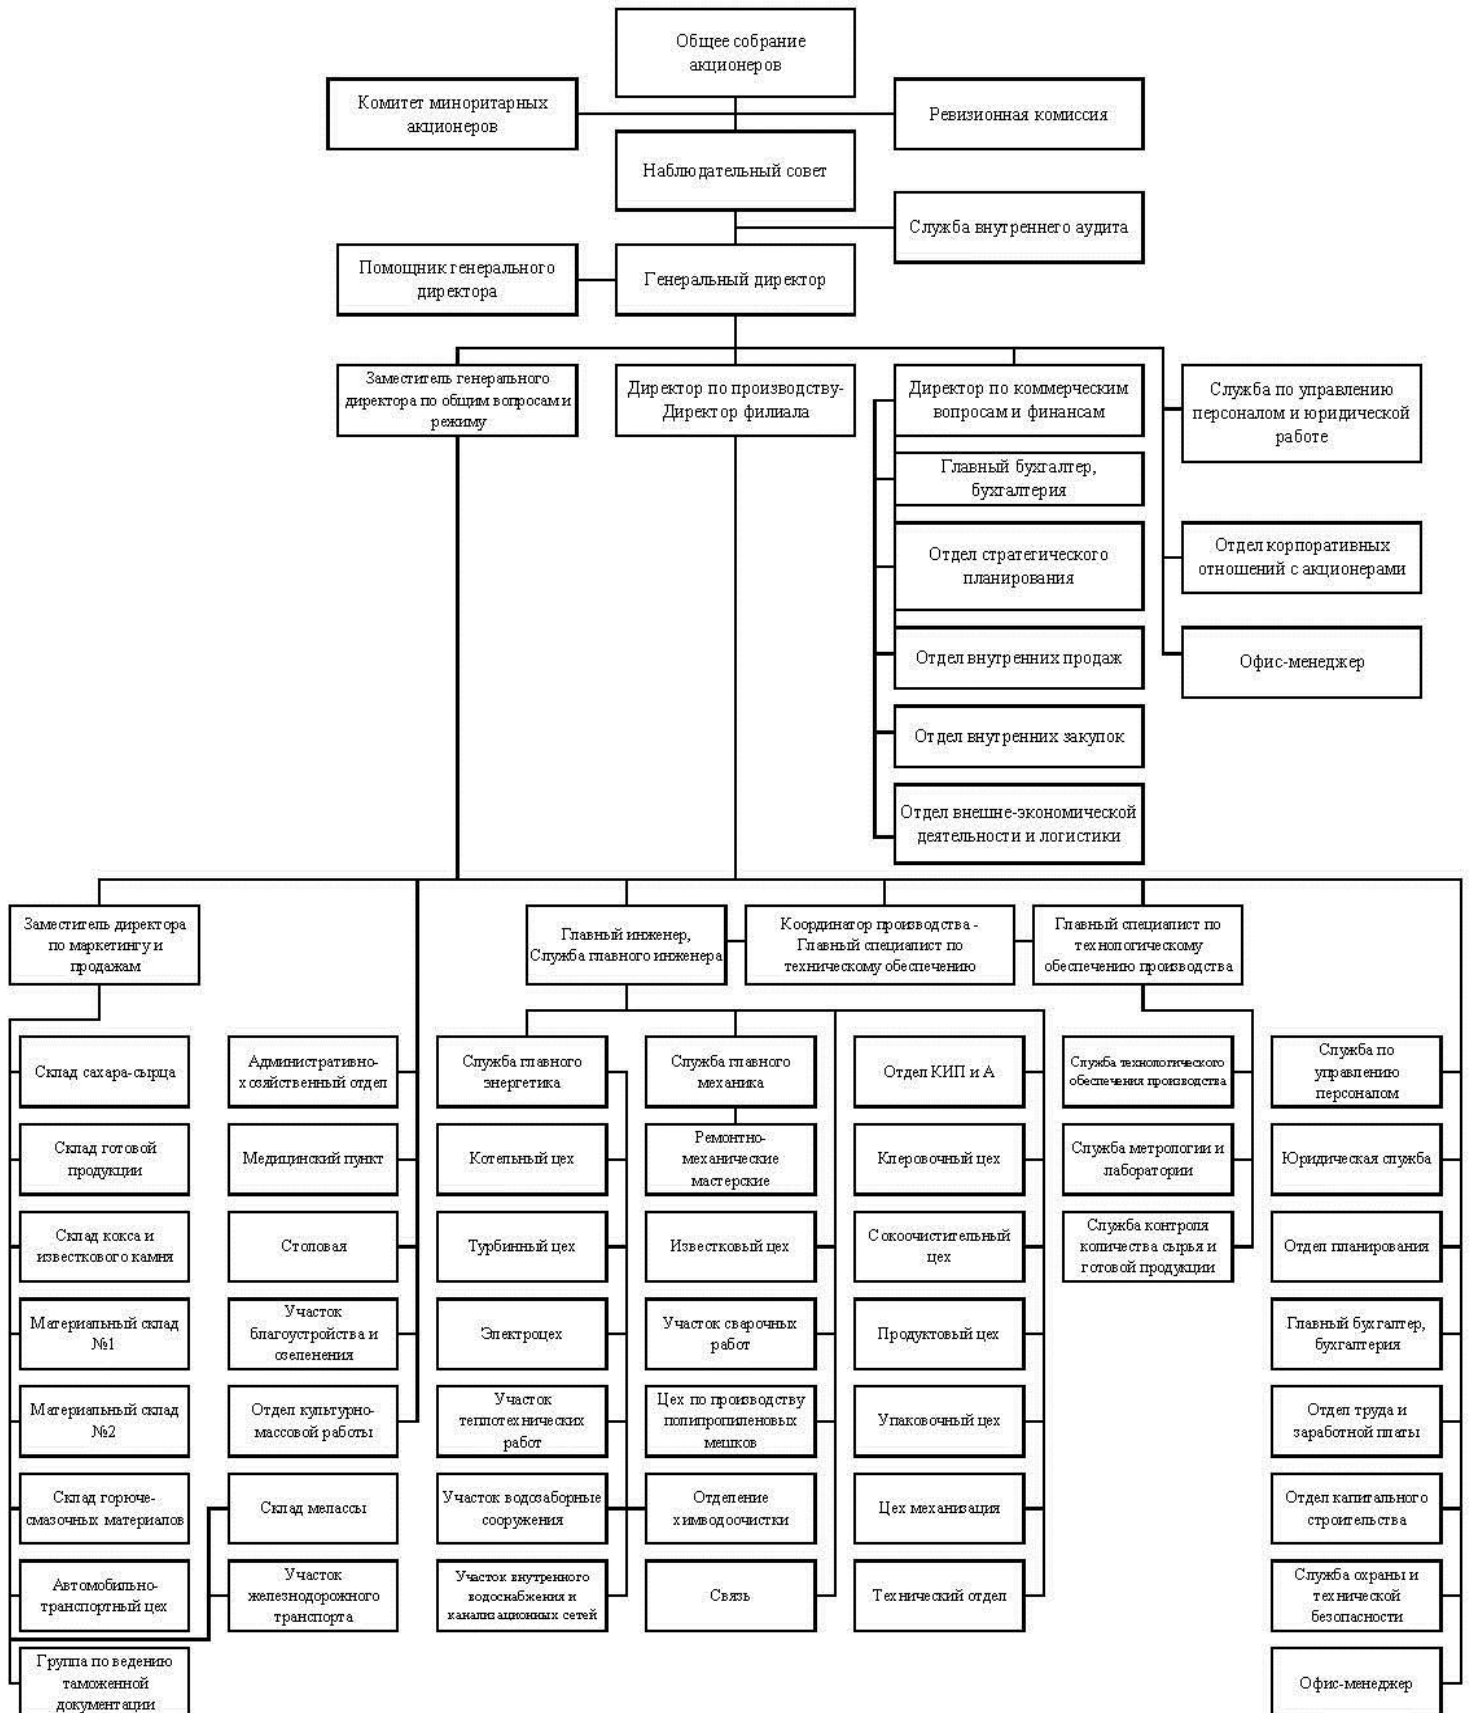 Общее собрание
акционеров
Комитет миноритарных
акционеров
Ревизионная комиссия
Наблюдательный совет
Служба внутреннего аудита
Помощник генерального
директора
Генеральный директор
Заместитель генерального
директора по общим вопросам и
режиму
Директор по производству-
Директор филиала
Директор по коммерческим
вопросам и финансам
Служба по управлению
персоналом и юридической
работе
Главный бухгалтер,
бухгалтерия
Отдел стратегического
планирования
Отдел корпоративных
отношений с акционерами
Отдел внутренних продаж
Офис-менеджер
Отдел внутренних закупок
Отдел внешне-экономической
деятельности и логистики
Заместитель директора
по маркетингу и
продажам
Главный инженер,
Служба главного инженера
Координатор производства -
Главный специалист по
техническому обеспечению
Главный специалист по
технологическому
обеспечению производства
Склад сахара-сырца
Административно-
хозяйственный отдел
Служба главного
энергетика
Служба главного
механика
Отдел КИП и А
Служба технологического
обеспечения производства
Служба по
управлению
персоналом
Склад готовой
продукции
Медицинский пункт
Котельный цех
Ремонтно-
механические
мастерские
Клеровочный цех
Служба метрологии и
лаборатории
Юридическая служба
Склад кокса и
известкового камня
Столовая
Турбинный цех
Известковый цех
Сокоочистительный
цех
Служба контроля
количества сырья и
готовой продукции
Отдел планирования
Материальный склад
№1
Участок
благоустройства и
озеленения
Электроцех
Участок сварочных
работ
Продуктовый цех
Главный бухгалтер,
бухгалтерия
Материальный склад
№2
Отдел культурно-
массовой работы
Участок
теплотехнических
работ
Цех по производству
полипропиленовых
мешков
Упаковочный цех
Отдел труда и
заработной платы
Склад горюче-
смазочных материалов
Склад мелассы
Участок водозаборные
сооружения
Отделение
химводоочистки
Цех механизация
Отдел капитального
строительства
Автомобильно-
транспортный цех
Участок
железнодорожного
транспорта
Участок внутренного
водоснабжения и
канализационных сетей
Связь
Технический отдел
Служба охраны и
технической
безопасности
Группа по ведению
таможенной
документации
Офис-менеджер